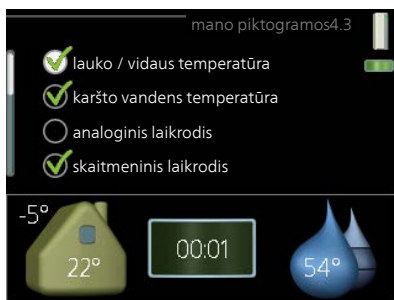 mano piktogramos4.3
lauko / vidaus temperatūra
karšto vandens temperatūra
analoginis laikrodis
skaitmeninis laikrodis
-5°
22°
00:01
54°